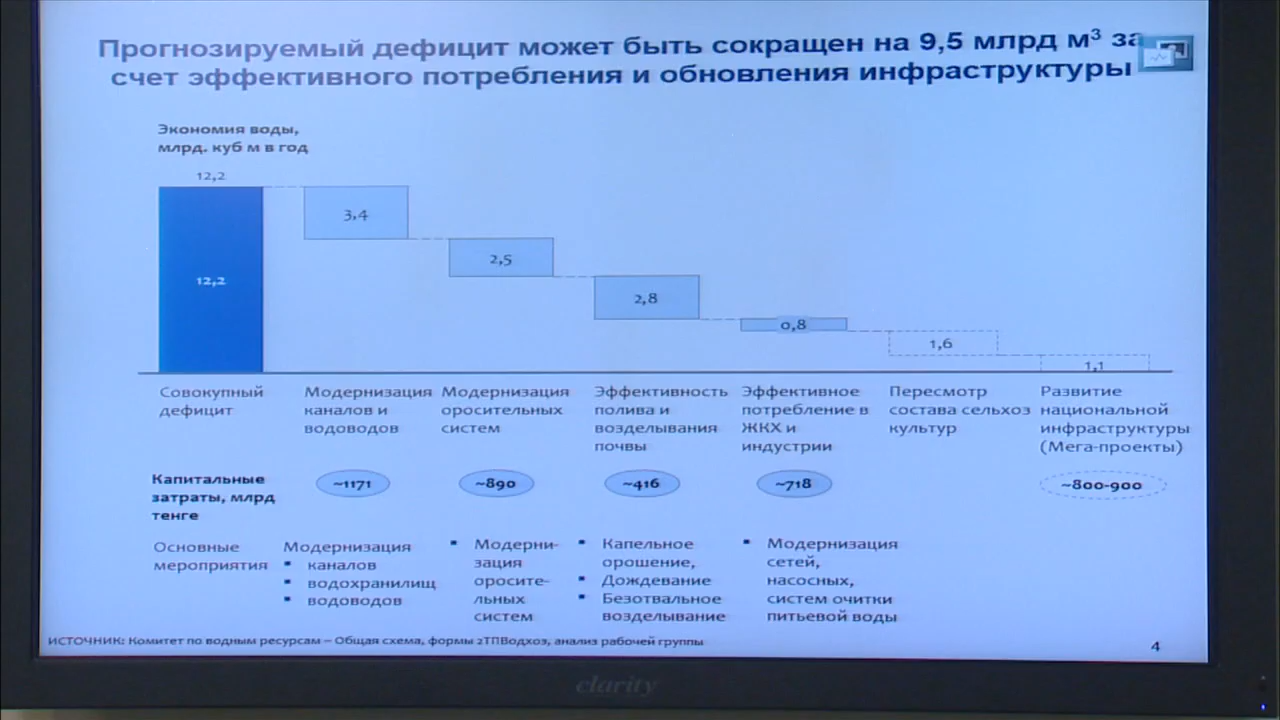 Прогнозируемый дефицит может быть сокращен на 9,5 млрд м³ за
счет эффективного потребления и обновления инфраструктуры
Экономия воды,
млрд. куб м в год
12,2
12,2
3,4
2,5
2,8
0,8
1,6
1,1
Совокупный
дефицит
Модернизация
каналов и
водоводов
Модернизация
оросительных
систем
Эффективность
полива и
возделывания
почвы
Эффективное
потребление в
ЖКХ и
индустрии
Пересмотр
состава сельхоз
культур
Развитие
национальной
инфраструктуры
(Мега-проекты)
Капитальные
затраты, млрд
тенге
~1171
~890
~416
~718
~800-900
Основные
мероприятия
Модернизация
▪ каналов
▪ водохранилищ
▪ водоводов
▪ Модерни-
зация
оросите-
льных
систем
▪ Капельное
орошение,
▪ Дождевание
▪ Безотвальное
возделывание
▪ Модернизация
сетей,
насосных,
систем очитки
питьевой воды
ИСТОЧНИК: Комитет по водным ресурсам – Общая схема, формы 2ТПВодхоз, анализ рабочей группы
4
clarity